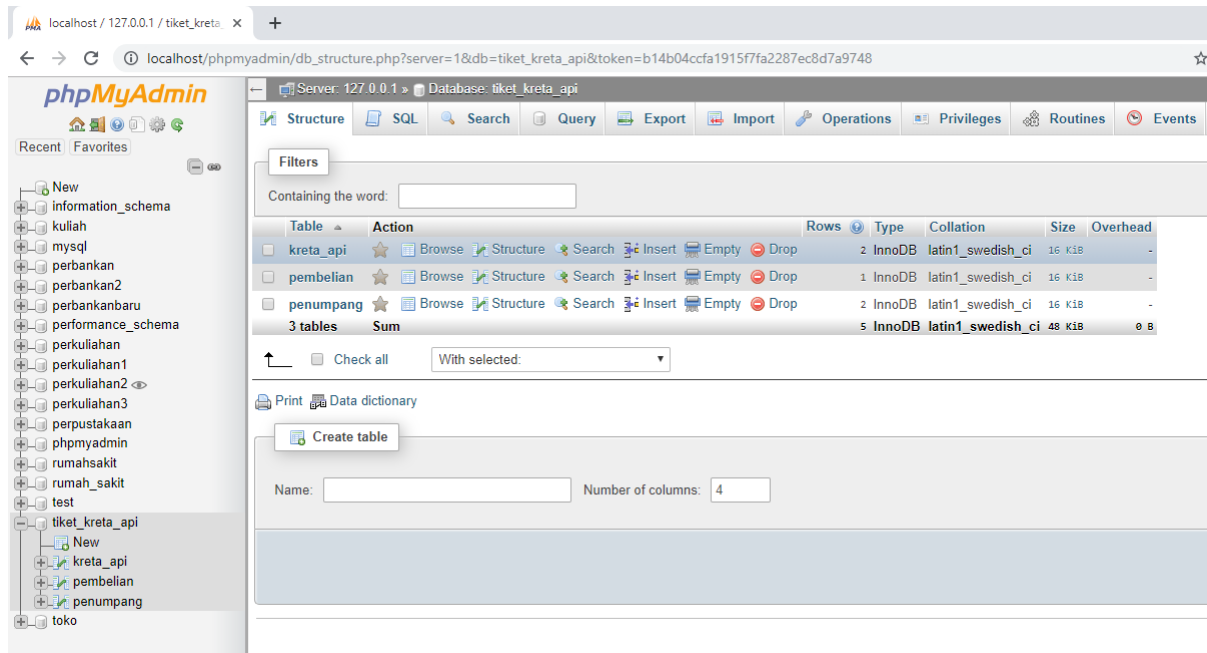 localhost / 127.0.0.1 / tiket_kreta_
localhost/phpmyadmin/db_structure.php?server=1&db=tiket_kreta_api&token=b14b04ccfa1915f7fa2287ec8d7a9748
phpMyAdmin
Recent Favorites
New
information_schema
kuliah
mysql
perbankan
perbankan2
perbankanbaru
performance_schema
perkuliahan
perkuliahan1
perkuliahan2
perkuliahan3
perpustakaan
phpmyadmin
rumahsakit
rumah_sakit
test
tiket_kreta_api
New
kreta_api
pembelian
penumpang
toko
Server: 127.0.0.1 » Database: tiket_kreta_api
Structure SQL Search Query Export Import Operations Privileges Routines Events
Filters
Containing the word:
Table Action Rows Type Collation Size Overhead
kreta_api Browse Structure Search Insert Empty Drop 2 InnoDB latin1_swedish_ci 16 KiB -
pembelian Browse Structure Search Insert Empty Drop 1 InnoDB latin1_swedish_ci 16 KiB -
penumpang Browse Structure Search Insert Empty Drop 2 InnoDB latin1_swedish_ci 16 KiB -
3 tables Sum 5 InnoDB latin1_swedish_ci 48 KiB 0 B
Check all With selected:
Print Data dictionary
Create table
Name: Number of columns: 4